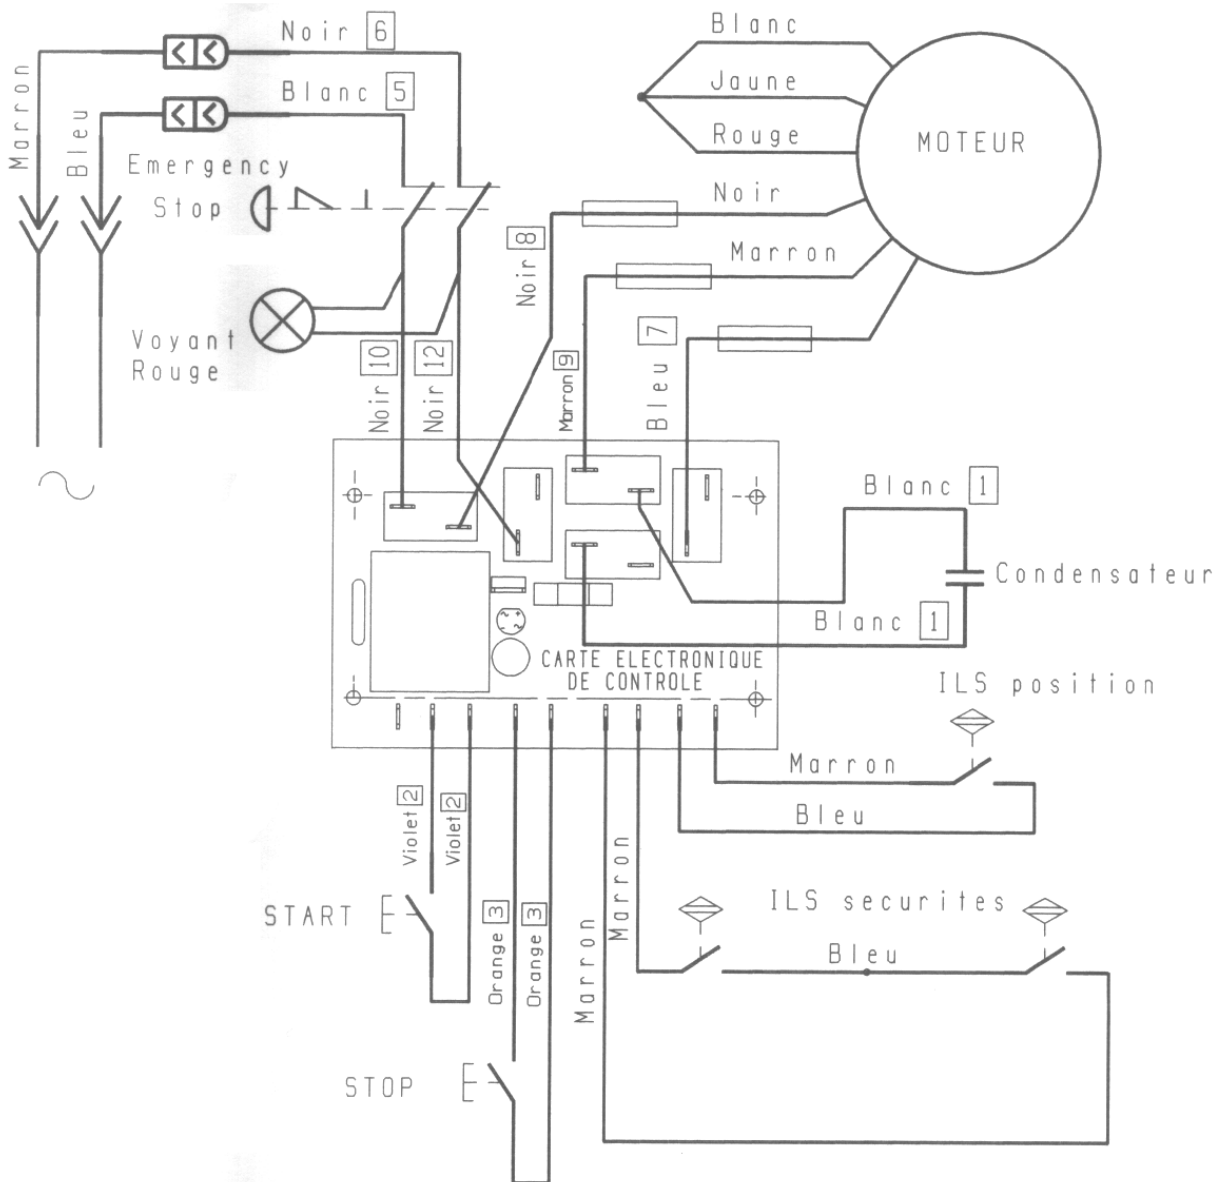 Noir 6
Blanc 5
Marron
Bleu
Emergency
Stop
Voyant
Rouge
Blanc
Jaune
Rouge
MOTEUR
Noir
Marron
Noir 8
Marron 9
Bleu 7
Noir 10
Noir 12
Blanc 1
Condensateur
Blanc 1
CARTE ELECTRONIQUE
DE CONTROLE
ILS position
Marron
Bleu
Violet 2
Violet 2
START
Orange 3
Orange 3
STOP
Marron
Marron
ILS securites
Bleu